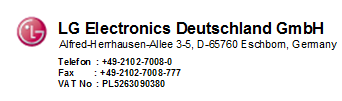 LG Electronics Deutschland GmbH
Alfred-Herrhausen-Allee 3-5, D-65760 Eschborn, Germany
Telefon : +49-2102-7008-0
Fax : +49-2102-7008-777
VAT No : PL5263090380